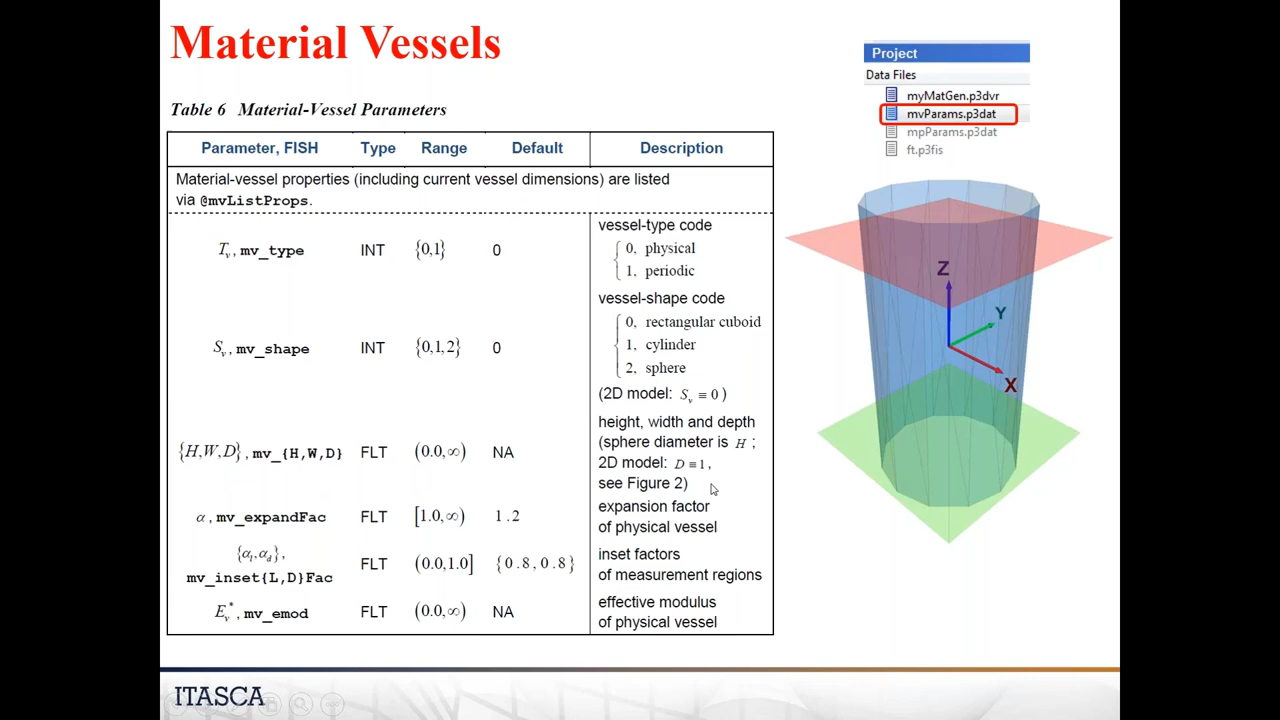 Material Vessels
Table 6 Material-Vessel Parameters
Parameter, FISH Type Range Default Description
Material-vessel properties (including current vessel dimensions) are listed
via @mvListProps.
Tᵥ, mv_type INT {0,1} 0
vessel-type code
0, physical
1, periodic
Sᵥ, mv_shape INT {0,1,2} 0
vessel-shape code
0, rectangular cuboid
1, cylinder
2, sphere
(2D model: Sᵥ ≡ 0 )
{H,W,D}, mv_{H,W,D} FLT (0.0,∞) NA
height, width and depth
(sphere diameter is H ;
2D model: D ≡ 1 ,
see Figure 2)
α, mv_expandFac FLT [1.0,∞) 1.2
expansion factor
of physical vessel
{αₗ,α_d},
mv_inset{L,D}Fac FLT (0.0,1.0] {0.8,0.8}
inset factors
of measurement regions
Eᵥ*, mv_emod FLT (0.0,∞) NA
effective modulus
of physical vessel
Project
Data Files
myMatGen.p3dvr
mvParams.p3dat
mpParams.p3dat
ft.p3fis
Z
Y
X
ITASCA